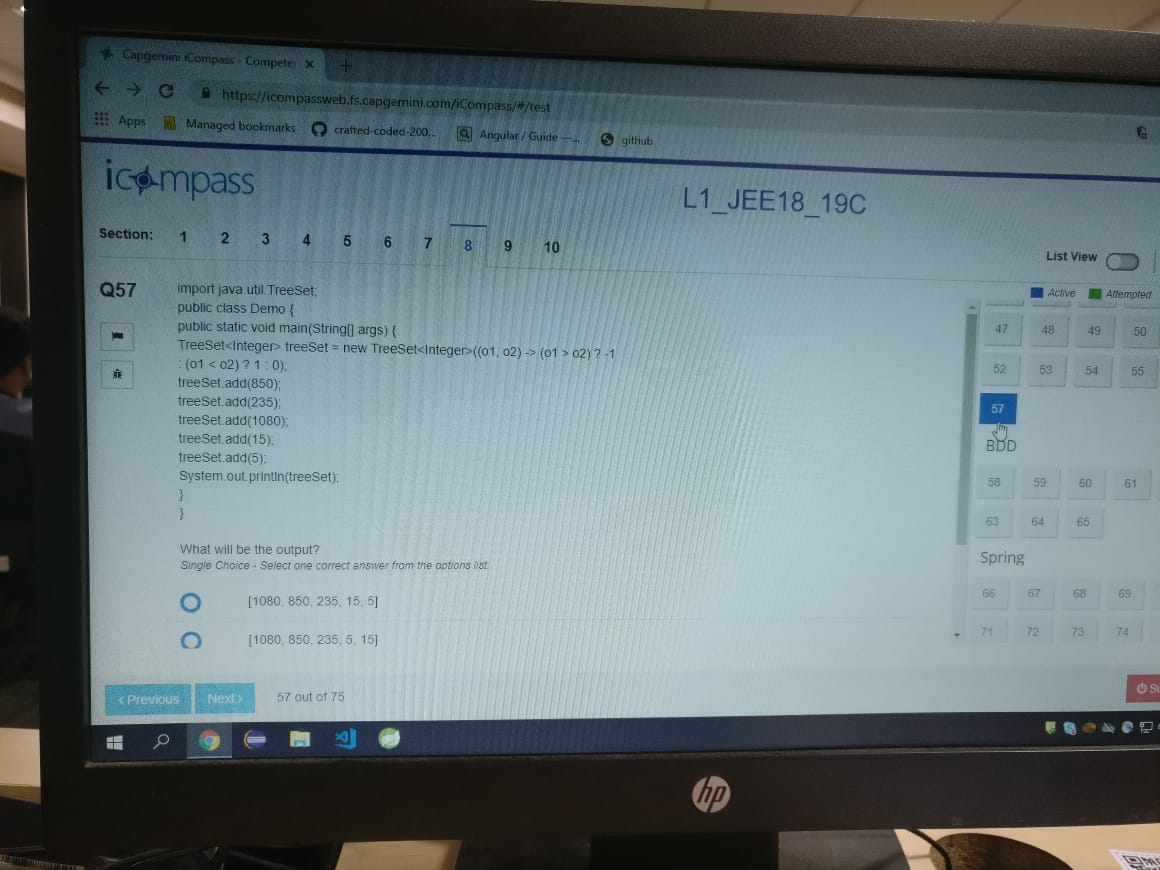 Capgemini iCompass - Compete
https://icompassweb.fs.capgemini.com/iCompass/#/test
Apps Managed bookmarks crafted-coded-200... Angular / Guide —... github
icompass
L1_JEE18_19C
Section: 1 2 3 4 5 6 7 8 9 10
List View
Active Attempted
Q57
import java.util.TreeSet;
public class Demo {
public static void main(String[] args) {
TreeSet<Integer> treeSet = new TreeSet<Integer>((o1, o2) -> (o1 > o2) ? -1
: (o1 < o2) ? 1 : 0);
treeSet.add(850);
treeSet.add(235);
treeSet.add(1080);
treeSet.add(15);
treeSet.add(5);
System.out.println(treeSet);
}
}
What will be the output?
Single Choice - Select one correct answer from the options list.
[1080, 850, 235, 15, 5]
[1080, 850, 235, 5, 15]
47 48 49 50
52 53 54 55
57
BDD
58 59 60 61
63 64 65
Spring
66 67 68 69
71 72 73 74
‹ Previous Next › 57 out of 75
Su
hp